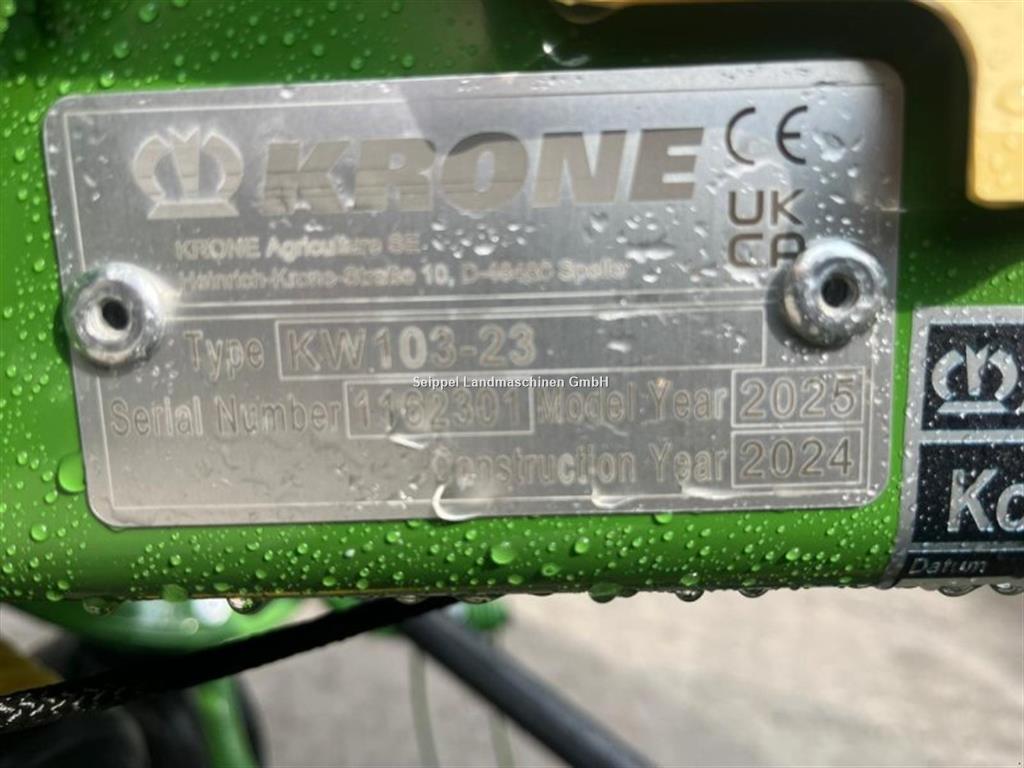 KRONE
CE
UK
CA
KRONE Agriculture SE
Heinrich-Krone-Straße 10, D-48480 Spelle
Type KW103-23
Seippel Landmaschinen GmbH
Serial Number 1162301 Model Year 2025
Construction Year 2024
Ko
Datum